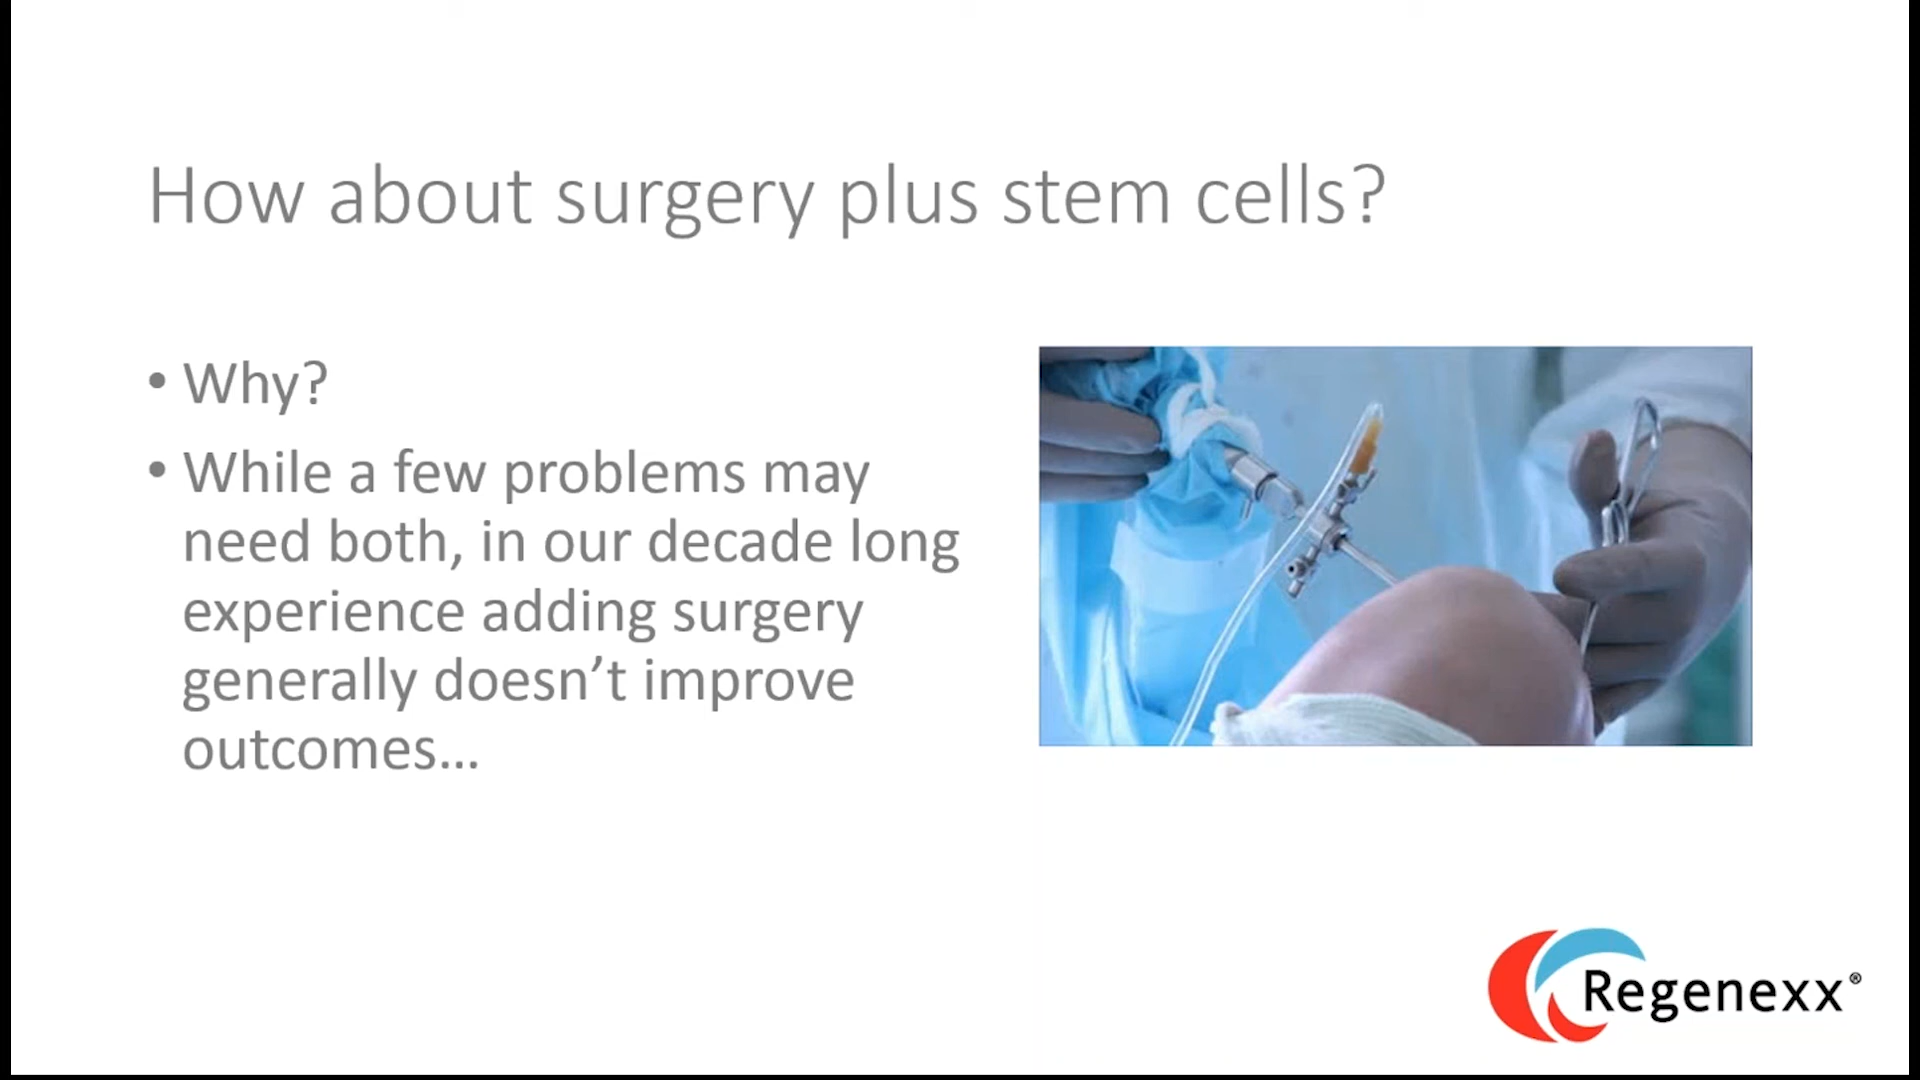 How about surgery plus stem cells?
• Why?
• While a few problems may
need both, in our decade long
experience adding surgery
generally doesn’t improve
outcomes…
Regenexx®